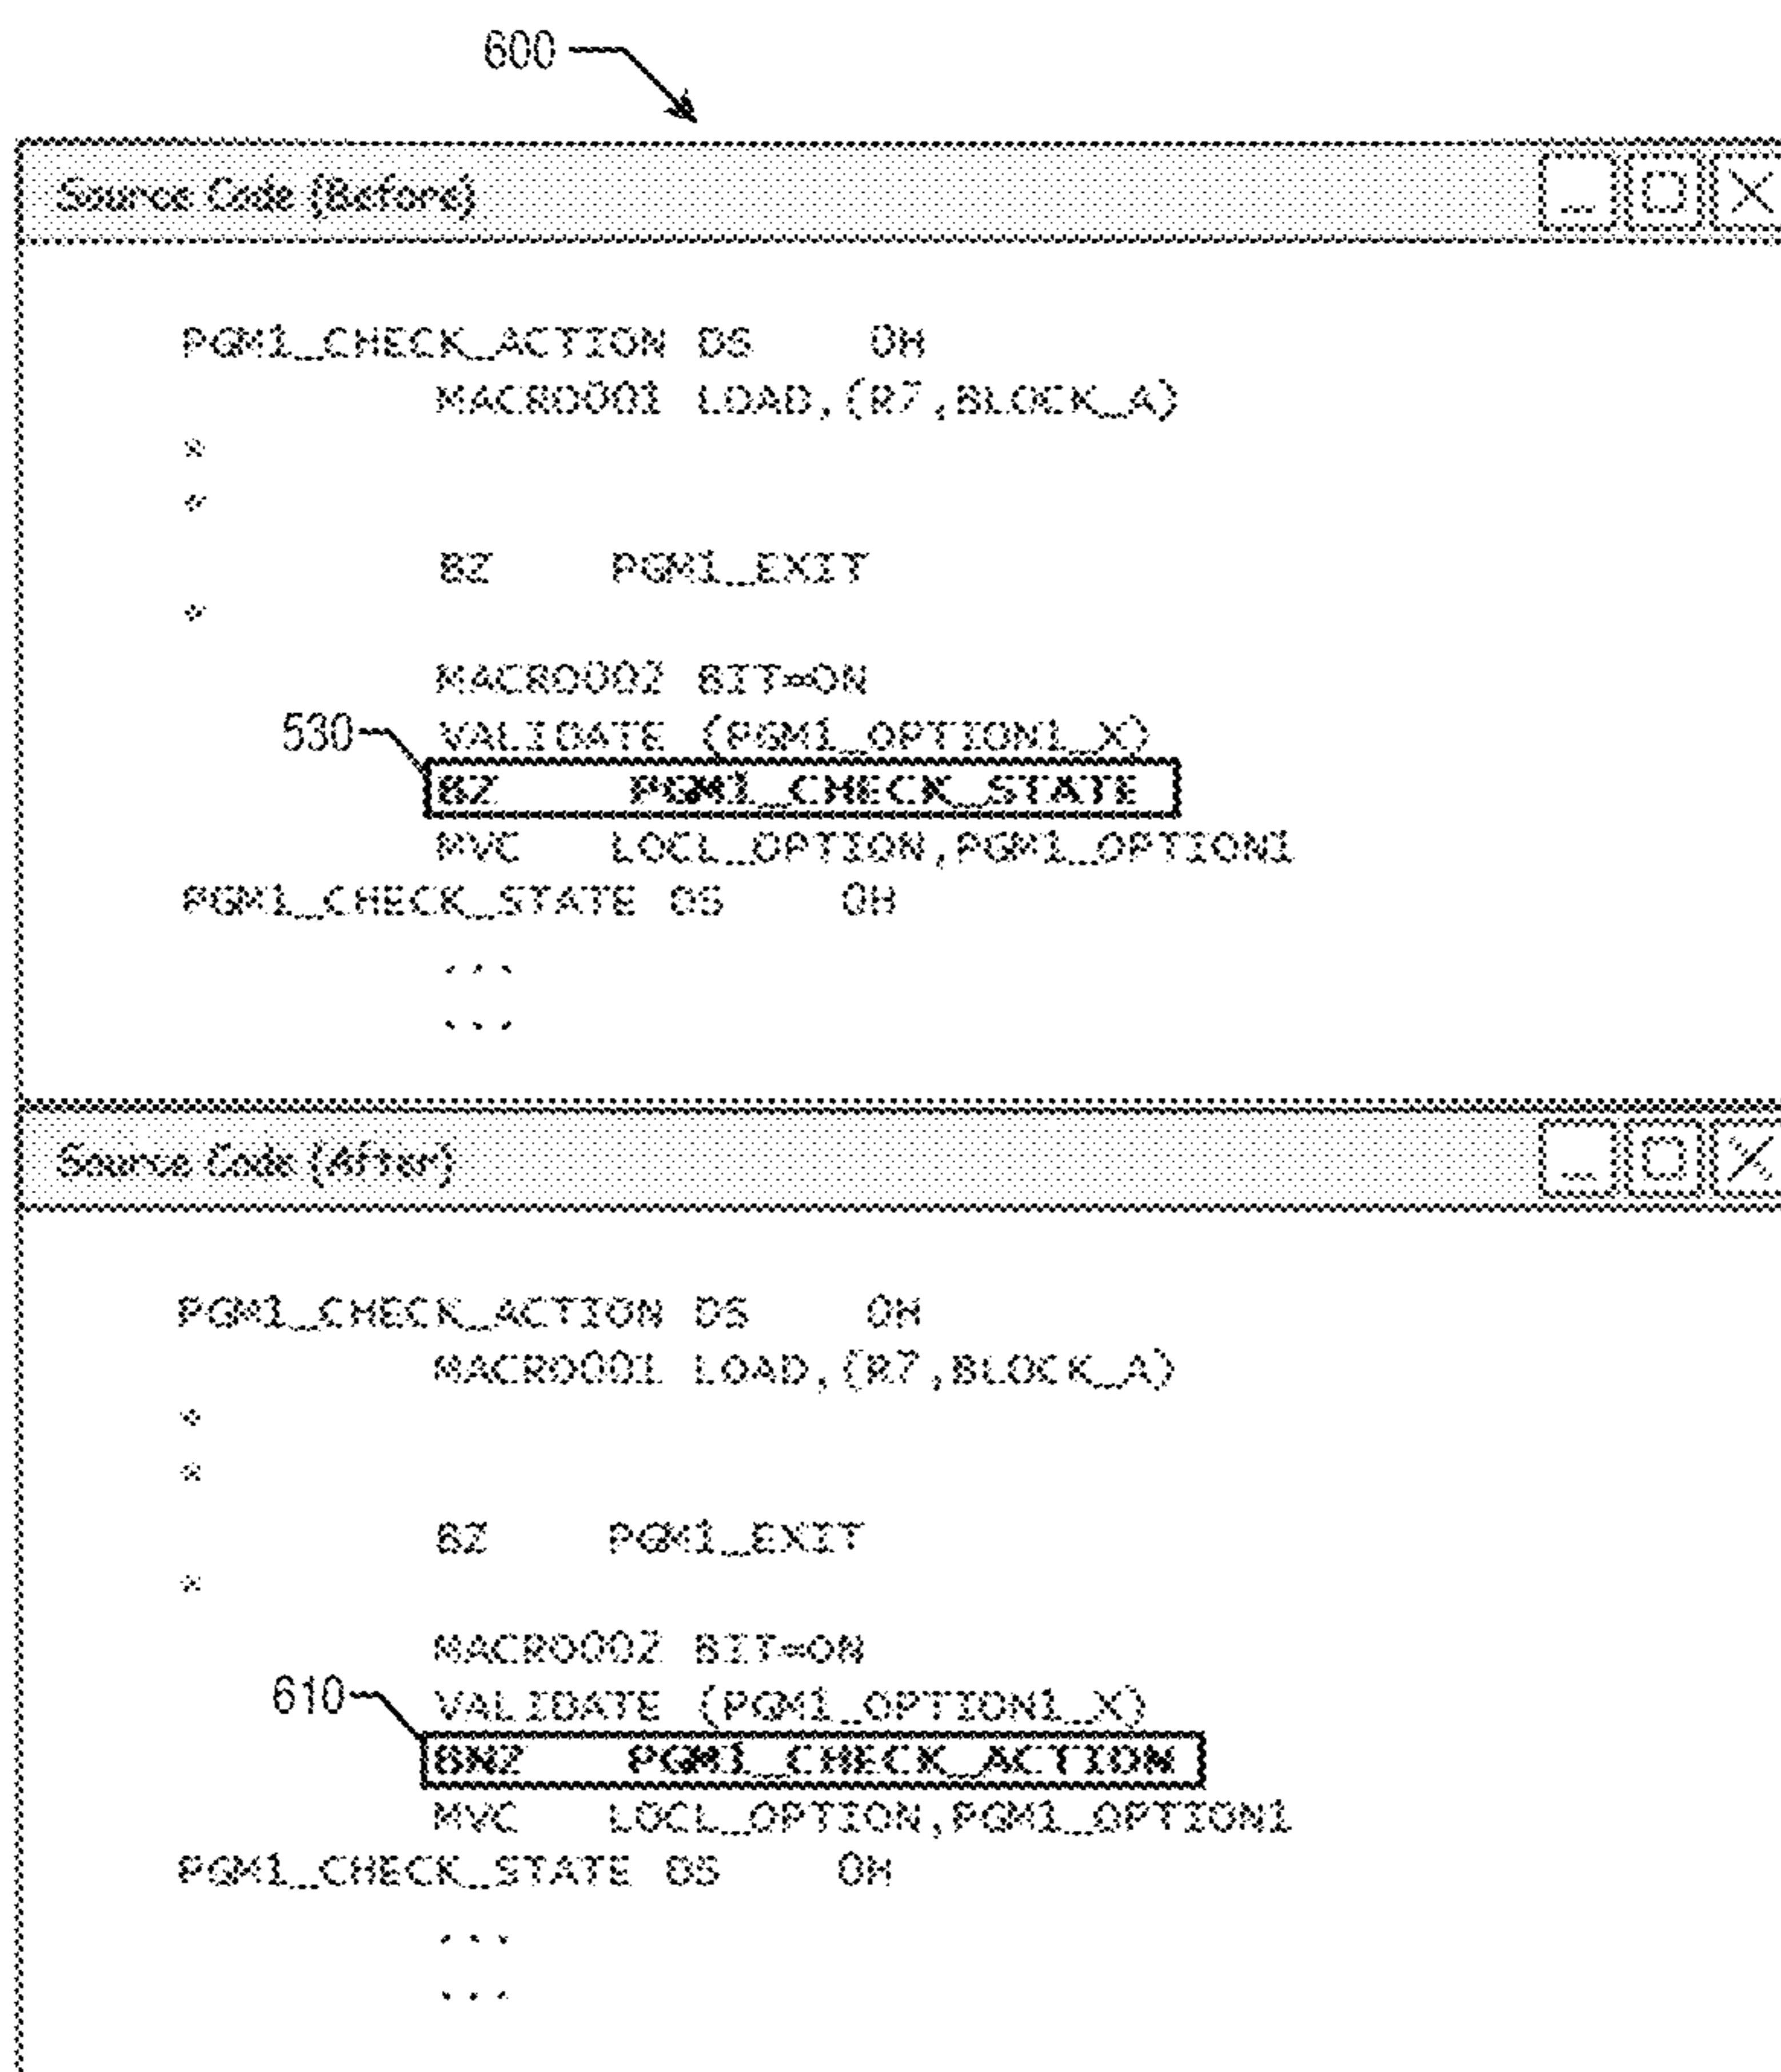 600
Source Code (Before)
PGM1_CHECK_ACTION DS 0H
MACRO001 LOAD,(R7,BLOCK_A)
*
*
BZ PGM1_EXIT
*
MACRO002 BIT=ON
530 VALIDATE (PGM1_OPTION1_X)
BZ PGM1_CHECK_STATE
MVC LOCL_OPTION,PGM1_OPTION1
PGM1_CHECK_STATE DS 0H
...
...
Source Code (After)
PGM1_CHECK_ACTION DS 0H
MACRO001 LOAD,(R7,BLOCK_A)
*
*
BZ PGM1_EXIT
*
MACRO002 BIT=ON
610 VALIDATE (PGM1_OPTION1_X)
BNZ PGM1_CHECK_ACTION
MVC LOCL_OPTION,PGM1_OPTION1
PGM1_CHECK_STATE DS 0H
...
...